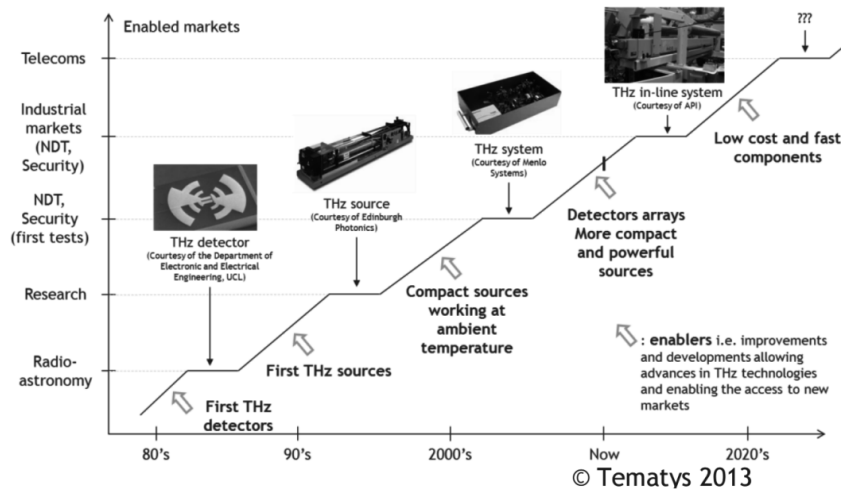 Enabled markets
???
Telecoms
Industrial
markets
(NDT,
Security)
NDT,
Security
(first tests)
Research
Radio-
astronomy
THz detector
(Courtesy of the Department of
Electronic and Electrical
Engineering, UCL)
THz source
(Courtesy of Edinburgh
Photonics)
THz system
(Courtesy of Menlo
Systems)
THz in-line system
(Courtesy of API)
First THz
detectors
First THz sources
Compact sources
working at
ambient
temperature
Detectors arrays
More compact
and powerful
sources
Low cost and fast
components
: enablers i.e. improvements
and developments allowing
advances in THz technologies
and enabling the access to new
markets
80's
90's
2000's
Now
2020's
© Tematys 2013